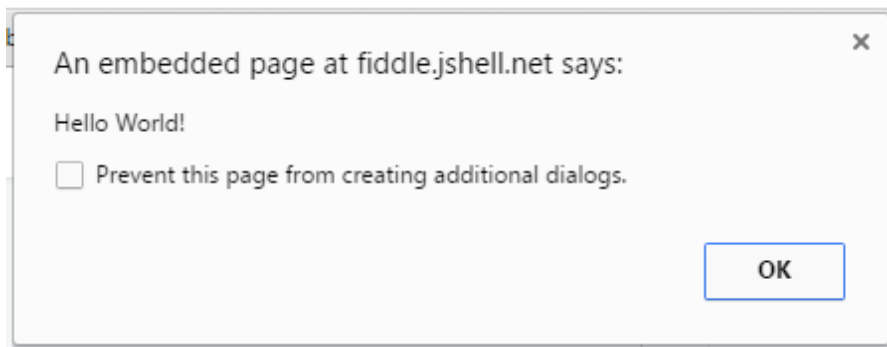 An embedded page at fiddle.jshell.net says:
Hello World!
Prevent this page from creating additional dialogs.
OK